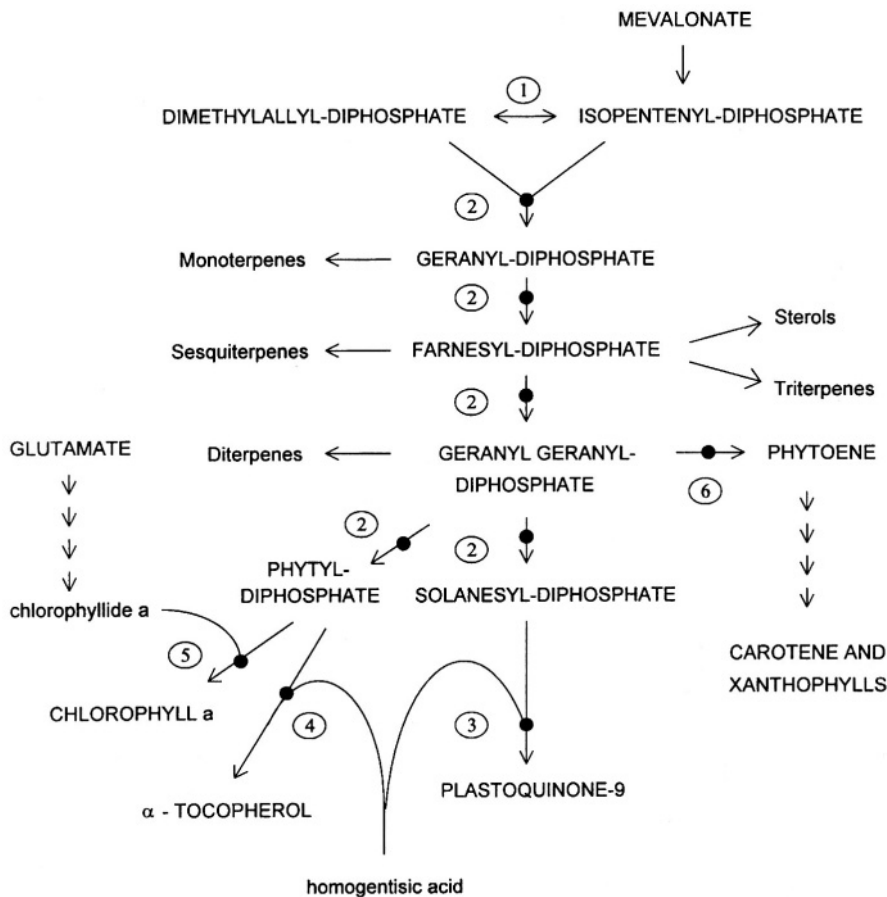 MEVALONATE
1
DIMETHYLALLYL-DIPHOSPHATE
ISOPENTENYL-DIPHOSPHATE
2
Monoterpenes
GERANYL-DIPHOSPHATE
2
Sterols
Sesquiterpenes
FARNESYL-DIPHOSPHATE
2
Triterpenes
GLUTAMATE
Diterpenes
GERANYL GERANYL-
DIPHOSPHATE
PHYTOENE
6
2
2
PHYTYL-
DIPHOSPHATE
SOLANESYL-DIPHOSPHATE
chlorophyllide a
5
CAROTENE AND
XANTHOPHYLLS
CHLOROPHYLL a
4
3
PLASTOQUINONE-9
α - TOCOPHEROL
homogentisic acid